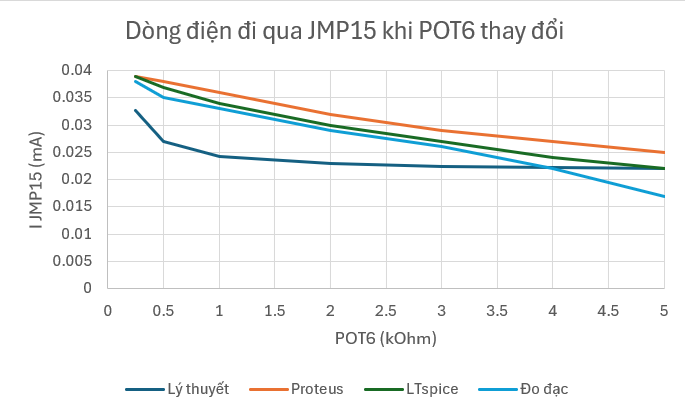 Dòng điện đi qua JMP15 khi POT6 thay đổi
0.04
0.035
0.03
0.025
0.02
0.015
0.01
0.005
0
I JMP15 (mA)
0 0.5 1 1.5 2 2.5 3 3.5 4 4.5 5
POT6 (kOhm)
Lý thuyết Proteus LTspice Đo đạc